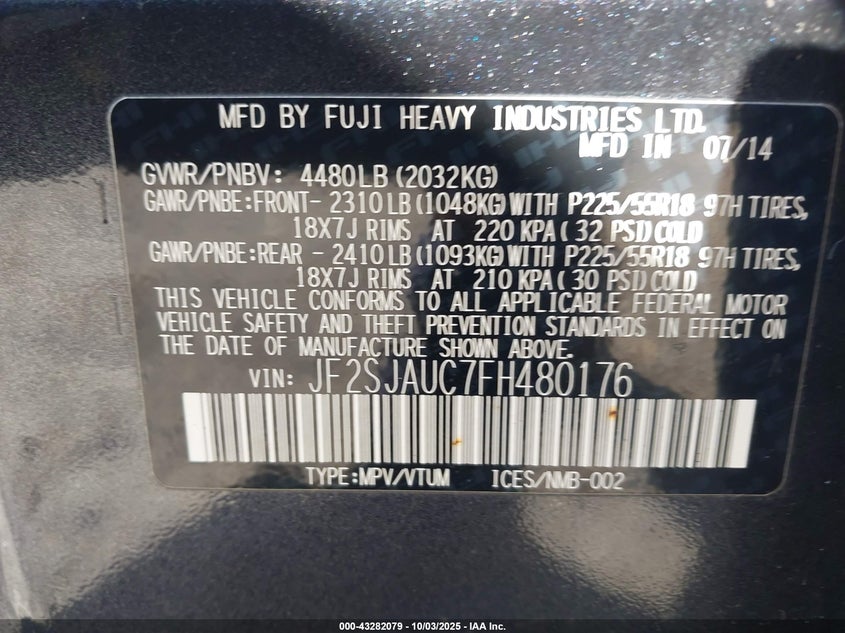 MFD BY FUJI HEAVY INDUSTRIES LTD.
MFD IN 07/14
GVWR/PNBV: 4480LB (2032KG)
GAWR/PNBE:FRONT- 2310LB (1048KG) WITH P225/55R18 97H TIRES,
18X7J RIMS AT 220 KPA( 32 PSI) COLD
GAWR/PNBE:REAR - 2410LB (1093KG) WITH P225/55R18 97H TIRES,
18X7J RIMS AT 210 KPA( 30 PSI) COLD
THIS VEHICLE CONFORMS TO ALL APPLICABLE FEDERAL MOTOR
VEHICLE SAFETY AND THEFT PREVENTION STANDARDS IN EFFECT ON
THE DATE OF MANUFACTURE SHOWN ABOVE.
VIN: JF2SJAUC7FH480176
TYPE:MPV/VTUM ICES/NMB-002
000-43282079 - 10/03/2025 - IAA Inc.